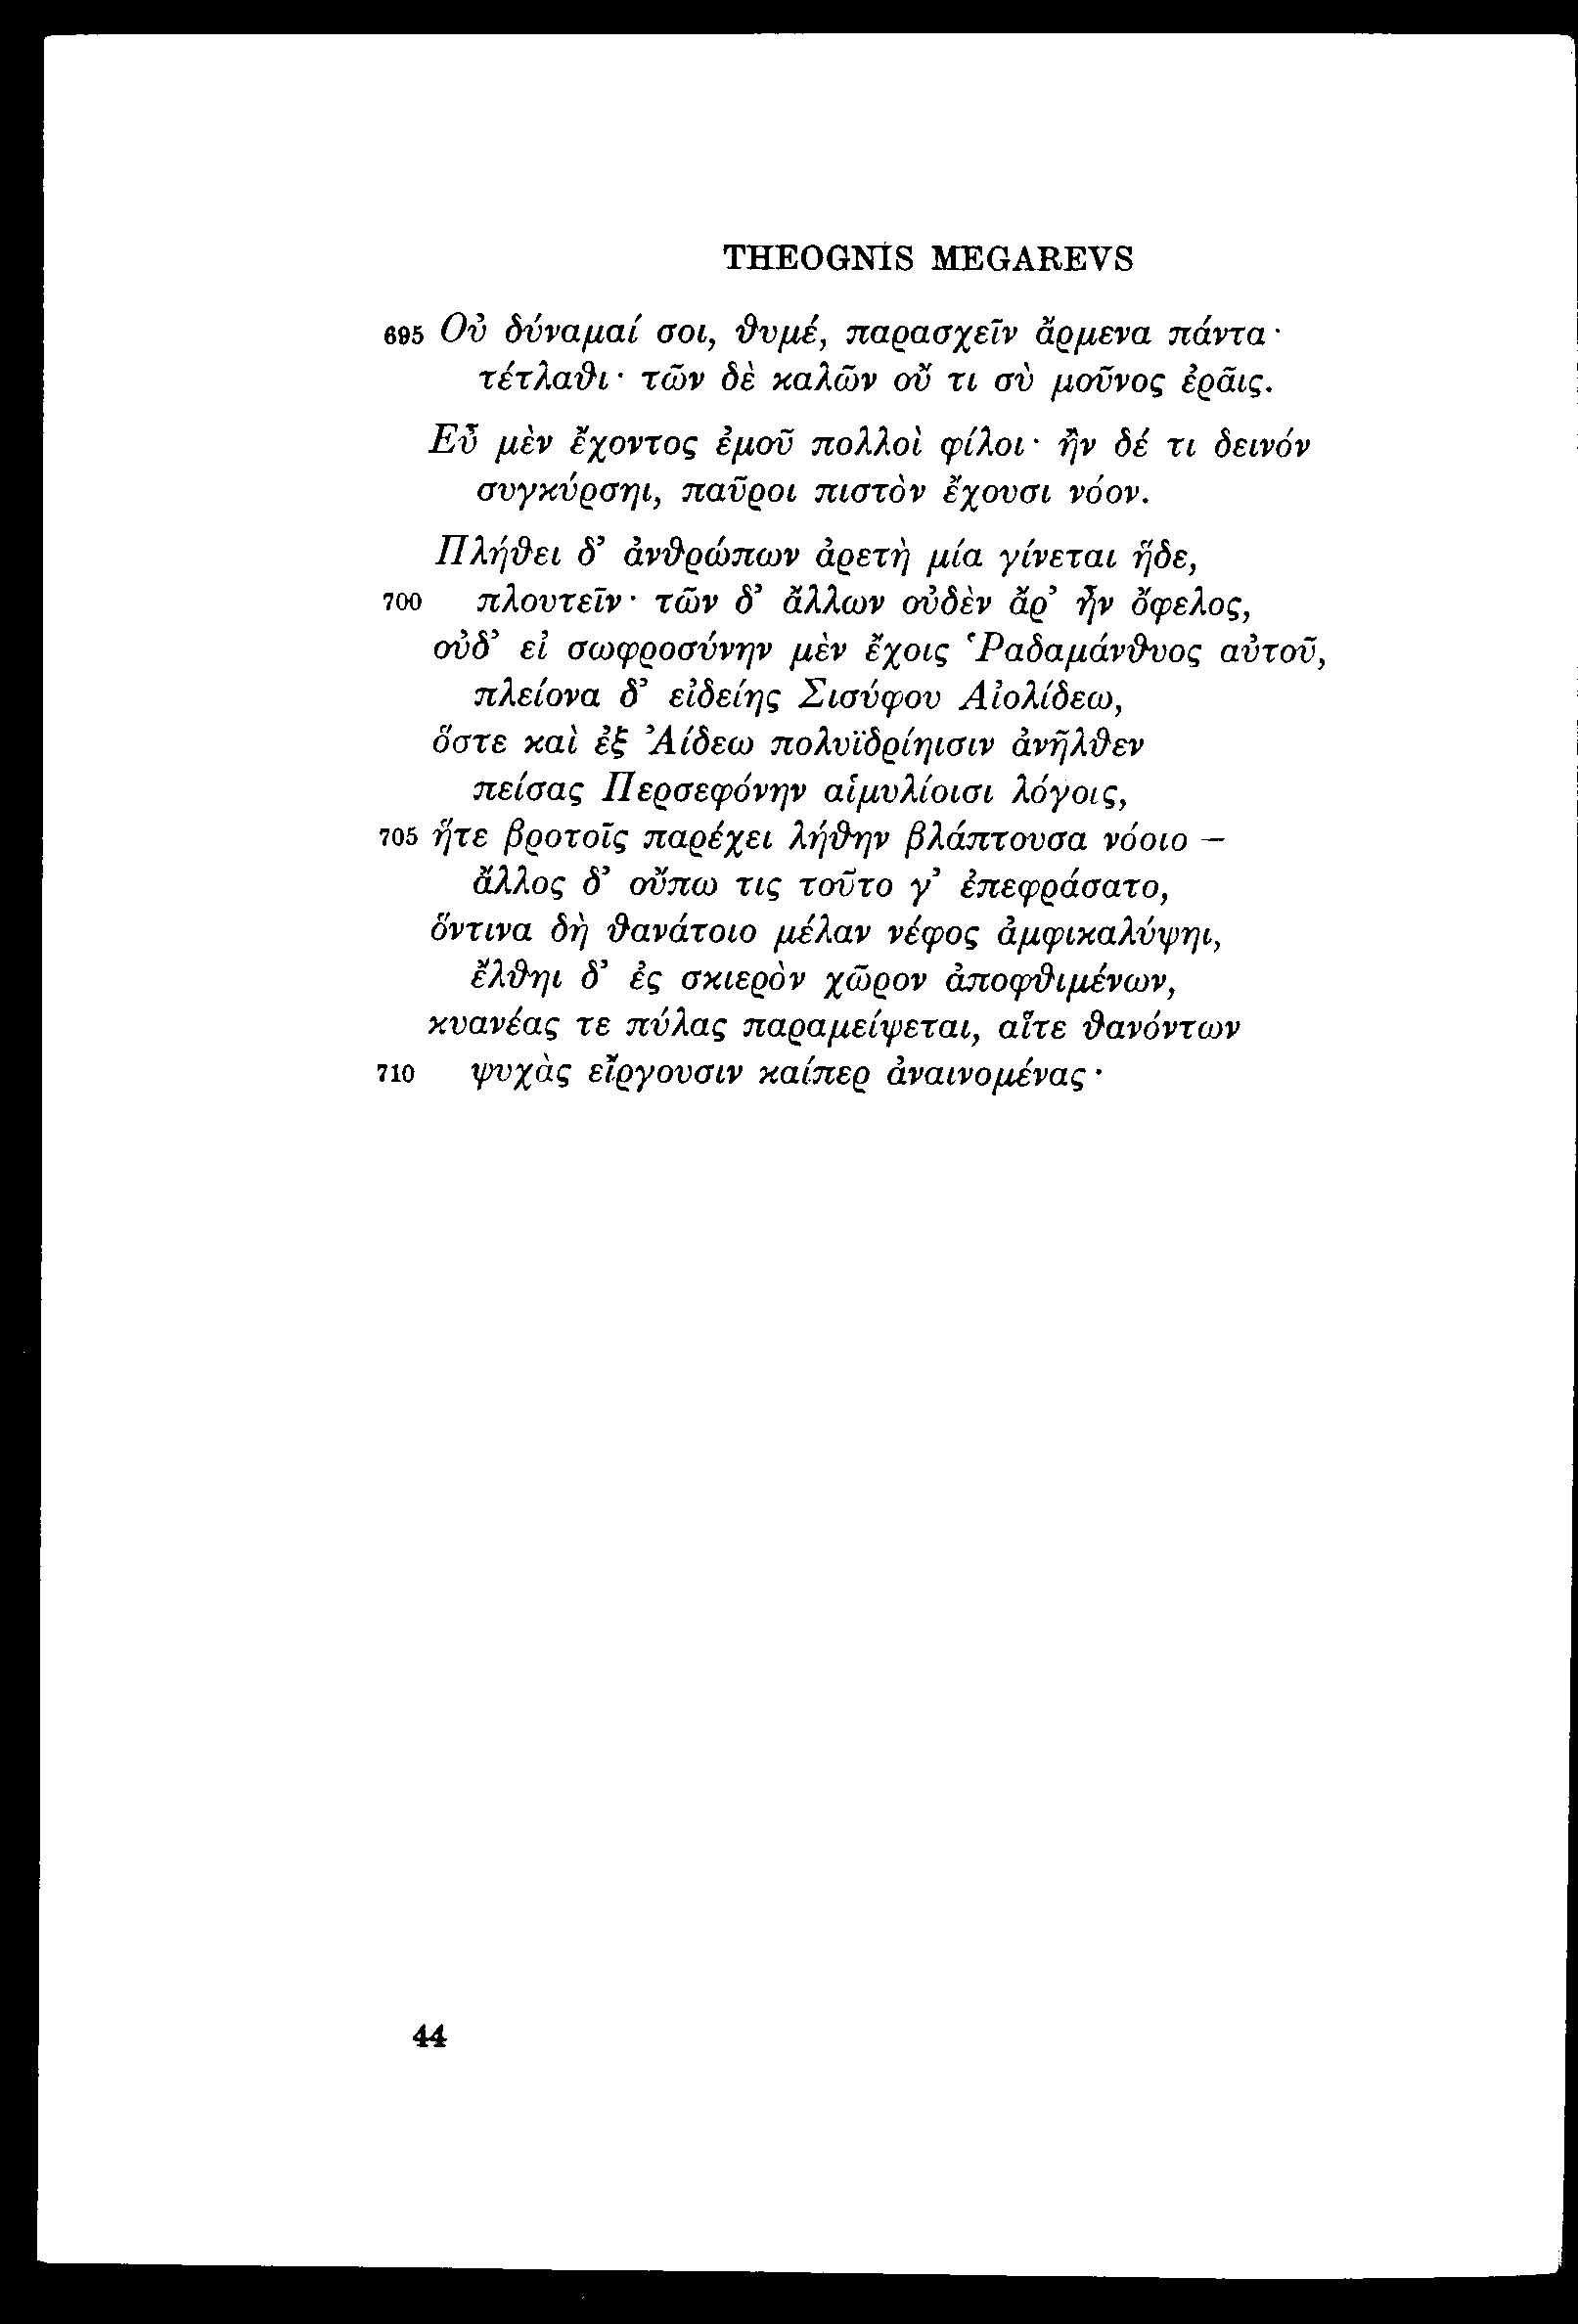 THEOGNIS MEGAREVS
695 Οὐ δύναμαί σοι, θυμέ, παρασχεῖν ἄρμενα πάντα·
τέτλαθι· τῶν δὲ καλῶν οὔ τι σὺ μοῦνος ἐρᾶις.
Εὖ μὲν ἔχοντος ἐμοῦ πολλοὶ φίλοι· ἢν δέ τι δεινόν
συγκύρσηι, παῦροι πιστὸν ἔχουσι νόον.
Πλήθει δ’ ἀνθρώπων ἀρετὴ μία γίνεται ἥδε,
700 πλουτεῖν· τῶν δ’ ἄλλων οὐδὲν ἄρ’ ἦν ὄφελος,
οὐδ’ εἰ σωφροσύνην μὲν ἔχοις Ῥαδαμάνθυος αὐτοῦ,
πλείονα δ’ εἰδείης Σισύφου Αἰολίδεω,
ὅστε καὶ ἐξ Ἀίδεω πολυϊδρίηισιν ἀνῆλθεν
πείσας Περσεφόνην αἱμυλίοισι λόγοις,
705 ἥτε βροτοῖς παρέχει λήθην βλάπτουσα νόοιο –
ἄλλος δ’ οὔπω τις τοῦτο γ’ ἐπεφράσατο,
ὅντινα δὴ θανάτοιο μέλαν νέφος ἀμφικαλύψηι,
ἔλθηι δ’ ἐς σκιερὸν χῶρον ἀποφθιμένων,
κυανέας τε πύλας παραμείψεται, αἵτε θανόντων
710 ψυχὰς εἴργουσιν καίπερ ἀναινομένας·
44